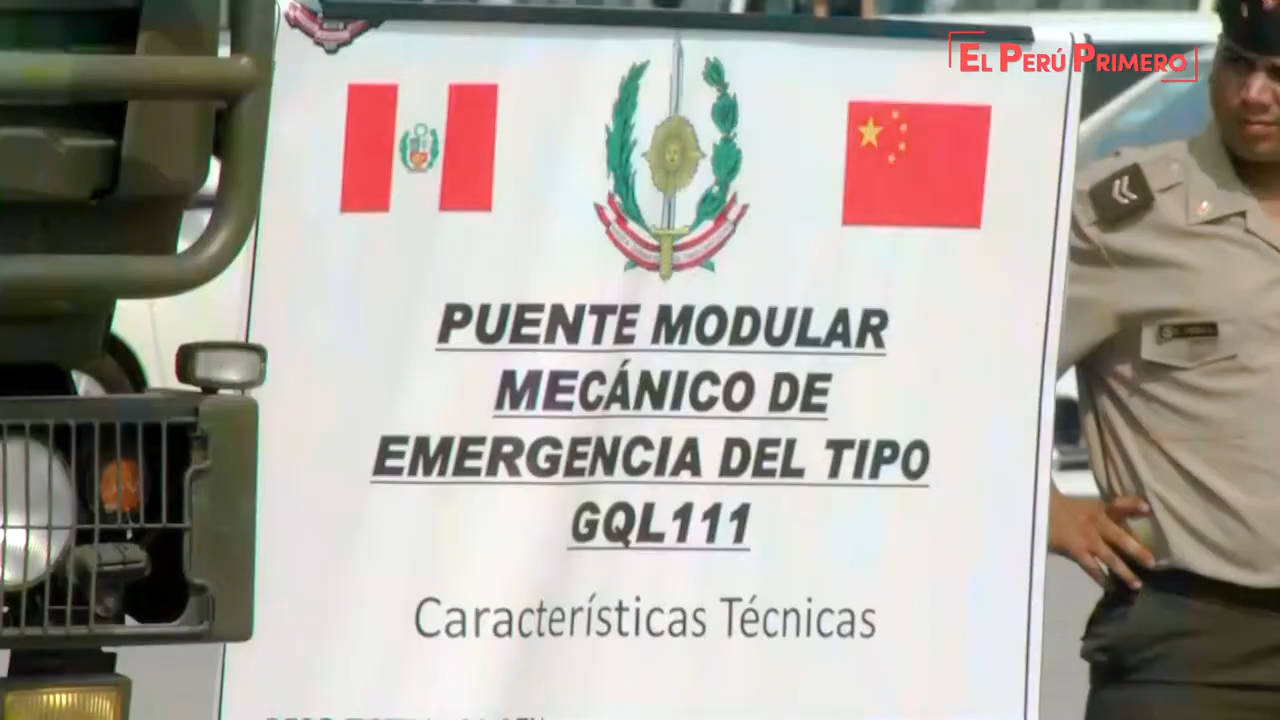 EL PERÚ PRIMERO
PUENTE MODULAR
MECÁNICO DE
EMERGENCIA DEL TIPO
GQL111
Características Técnicas